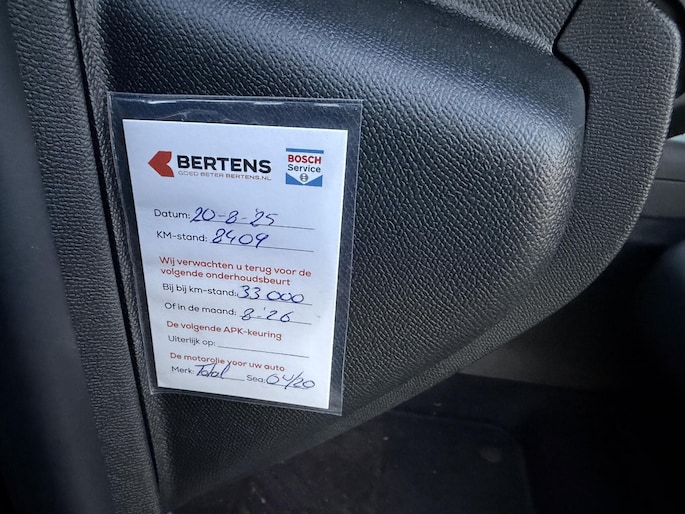 BERTENS
GOED BETER BERTENS.NL
BOSCH
Service
Datum: 20-8-'25
KM-stand: 8409
Wij verwachten u terug voor de
volgende onderhoudsbeurt
Bij bij km-stand: 33 000
Of in de maand: 8-'26
De volgende APK-keuring
Uiterlijk op:
De motorolie voor uw auto
Merk: Total Sea: 0W/20